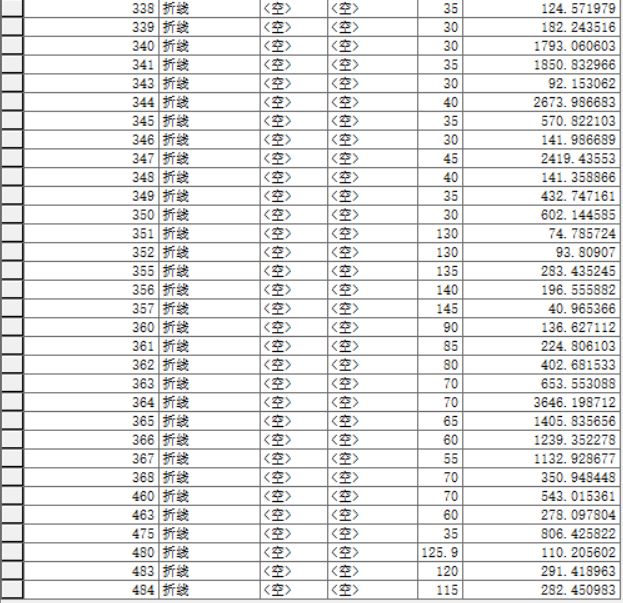 338 折线 <空> <空> 35 124.571979
339 折线 <空> <空> 30 182.243516
340 折线 <空> <空> 30 1793.060603
341 折线 <空> <空> 35 1850.832966
343 折线 <空> <空> 30 92.153062
344 折线 <空> <空> 40 2673.986683
345 折线 <空> <空> 35 570.822103
346 折线 <空> <空> 30 141.986689
347 折线 <空> <空> 45 2419.43553
348 折线 <空> <空> 40 141.358866
349 折线 <空> <空> 35 432.747161
350 折线 <空> <空> 30 602.144585
351 折线 <空> <空> 130 74.785724
352 折线 <空> <空> 130 93.80907
355 折线 <空> <空> 135 283.435245
356 折线 <空> <空> 140 196.555882
357 折线 <空> <空> 145 40.965366
360 折线 <空> <空> 90 136.627112
361 折线 <空> <空> 85 224.806103
362 折线 <空> <空> 80 402.681533
363 折线 <空> <空> 70 653.553088
364 折线 <空> <空> 70 3646.198712
365 折线 <空> <空> 65 1405.835656
366 折线 <空> <空> 60 1239.352278
367 折线 <空> <空> 55 1132.928677
368 折线 <空> <空> 70 350.948448
460 折线 <空> <空> 70 543.015361
463 折线 <空> <空> 60 278.097804
475 折线 <空> <空> 35 806.425822
480 折线 <空> <空> 125.9 110.205602
483 折线 <空> <空> 120 291.418963
484 折线 <空> <空> 115 282.450983